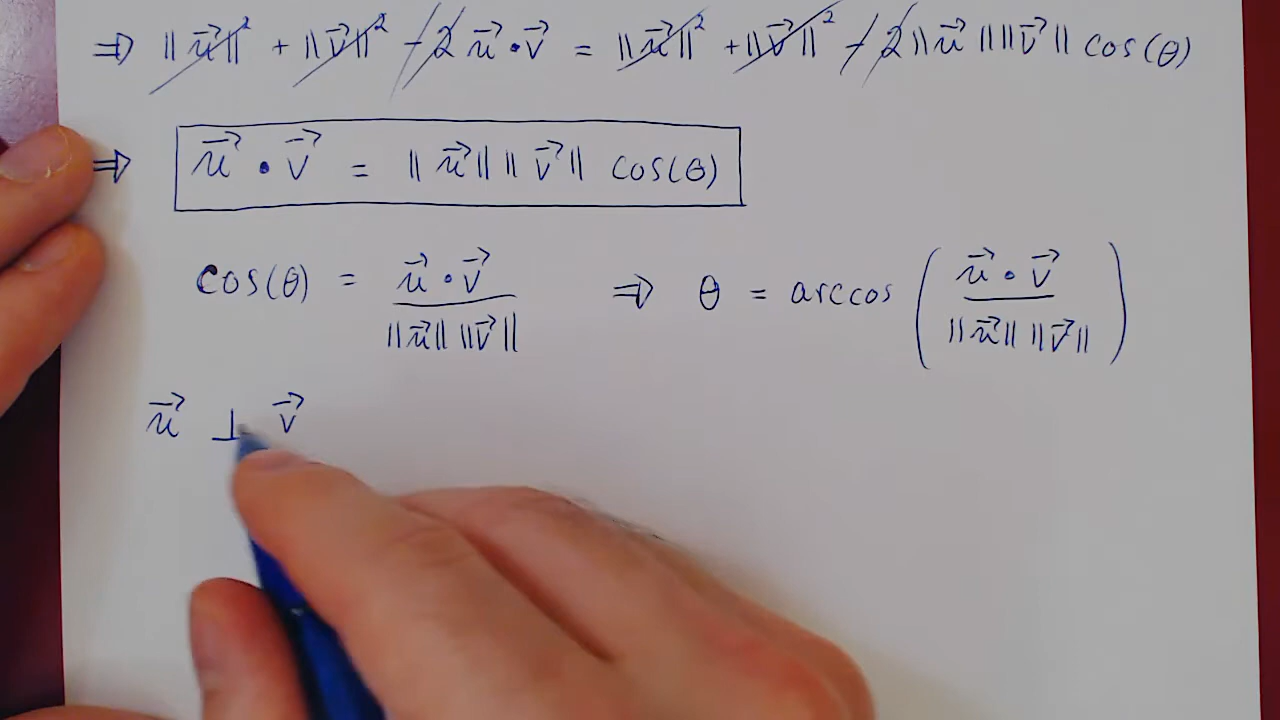 ⇒ ‖u⃗‖² + ‖v⃗‖² − 2 u⃗ • v⃗ = ‖u⃗‖² + ‖v⃗‖² − 2 ‖u⃗‖ ‖v⃗‖ cos(θ)
⇒ u⃗ • v⃗ = ‖u⃗‖ ‖v⃗‖ cos(θ)
cos(θ) = (u⃗ • v⃗)/(‖u⃗‖ ‖v⃗‖) ⇒ θ = arccos((u⃗ • v⃗)/(‖u⃗‖ ‖v⃗‖))
u⃗ ⊥ v⃗